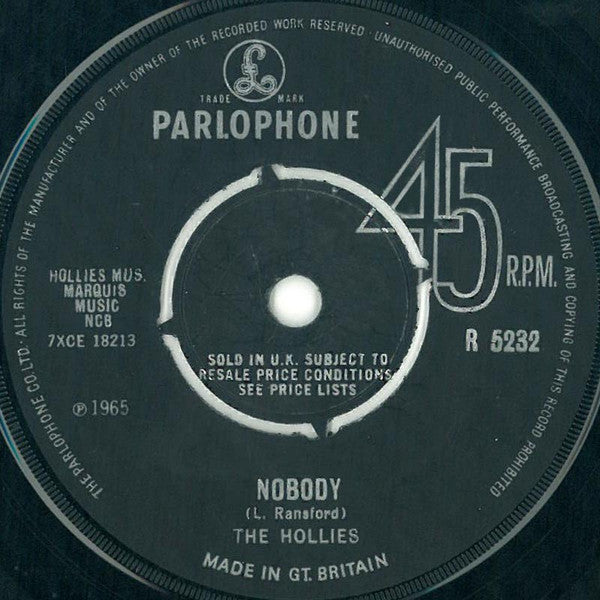 THE PARLOPHONE CO. LTD. · ALL RIGHTS OF THE MANUFACTURER AND OF THE OWNER OF THE RECORDED WORK RESERVED · UNAUTHORISED PUBLIC PERFORMANCE BROADCASTING AND COPYING OF THIS RECORD PROHIBITED
£
TRADE MARK
PARLOPHONE
45
R.P.M.
HOLLIES MUS.
MARQUIS
MUSIC
NCB
7XCE 18213
R 5232
SOLD IN U.K. SUBJECT TO
RESALE PRICE CONDITIONS,
SEE PRICE LISTS
℗ 1965
NOBODY
(L. Ransford)
THE HOLLIES
MADE IN GT. BRITAIN